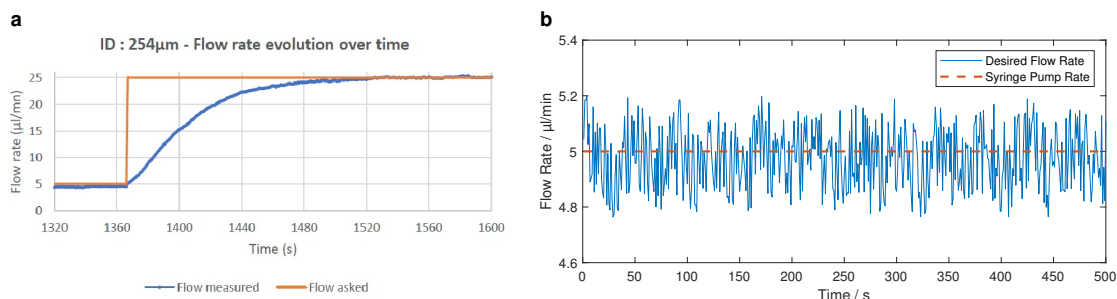 a
ID : 254µm - Flow rate evolution over time
Flow rate (µl/mn)
25
20
15
10
5
0
1320 1360 1400 1440 1480 1520 1560 1600
Time (s)
Flow measured Flow asked
b
Flow Rate / µl/min
5.4
5.2
5
4.8
4.6
Desired Flow Rate
Syringe Pump Rate
0 50 100 150 200 250 300 350 400 450 500
Time / s